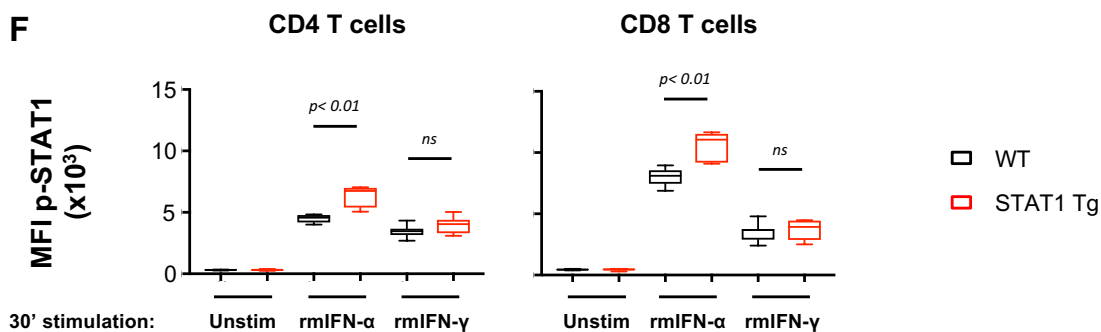 F
CD4 T cells
CD8 T cells
MFI p-STAT1
(x10³)
15
10
5
0
p< 0.01
ns
p< 0.01
ns
WT
STAT1 Tg
30’ stimulation:
Unstim rmIFN-α rmIFN-γ
Unstim rmIFN-α rmIFN-γ